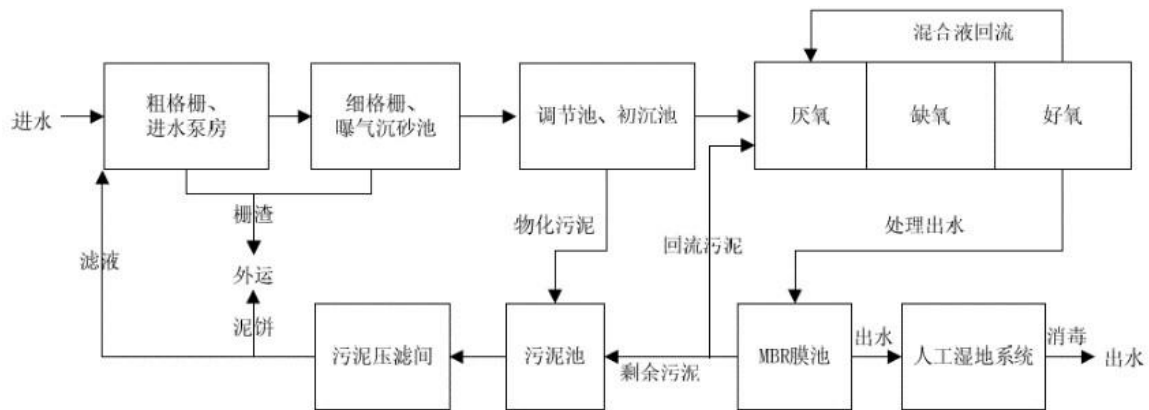 混合液回流
进水
粗格栅、
进水泵房
细格栅、
曝气沉砂池
调节池、初沉池
厌氧
缺氧
好氧
栅渣
物化污泥
回流污泥
处理出水
滤液
外运
泥饼
污泥压滤间
污泥池
剩余污泥
MBR膜池
出水
人工湿地系统
消毒
出水